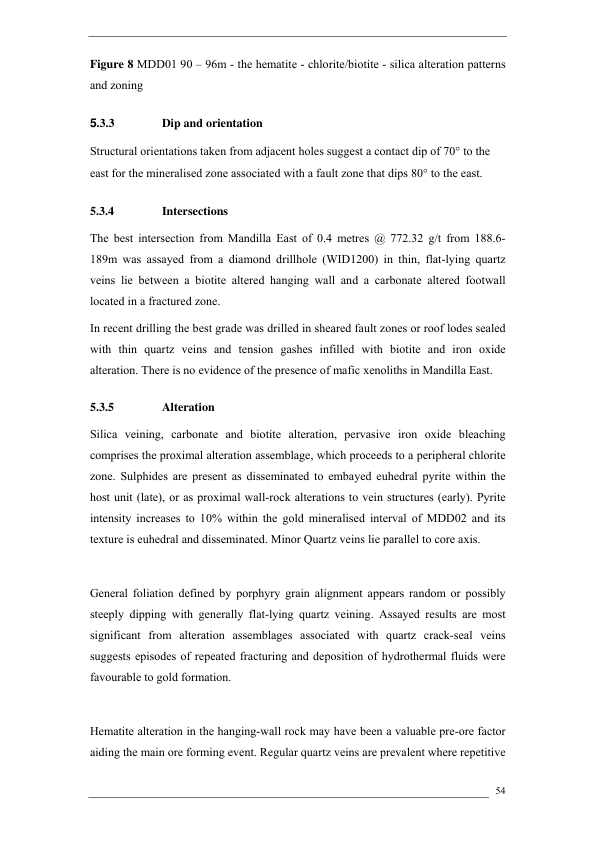 Figure 8 MDD01 90 – 96m - the hematite - chlorite/biotite - silica alteration patterns
and zoning
5.3.3 Dip and orientation
Structural orientations taken from adjacent holes suggest a contact dip of 70° to the
east for the mineralised zone associated with a fault zone that dips 80° to the east.
5.3.4 Intersections
The best intersection from Mandilla East of 0.4 metres @ 772.32 g/t from 188.6-
189m was assayed from a diamond drillhole (WID1200) in thin, flat-lying quartz
veins lie between a biotite altered hanging wall and a carbonate altered footwall
located in a fractured zone.
In recent drilling the best grade was drilled in sheared fault zones or roof lodes sealed
with thin quartz veins and tension gashes infilled with biotite and iron oxide
alteration. There is no evidence of the presence of mafic xenoliths in Mandilla East.
5.3.5 Alteration
Silica veining, carbonate and biotite alteration, pervasive iron oxide bleaching
comprises the proximal alteration assemblage, which proceeds to a peripheral chlorite
zone. Sulphides are present as disseminated to embayed euhedral pyrite within the
host unit (late), or as proximal wall-rock alterations to vein structures (early). Pyrite
intensity increases to 10% within the gold mineralised interval of MDD02 and its
texture is euhedral and disseminated. Minor Quartz veins lie parallel to core axis.
General foliation defined by porphyry grain alignment appears random or possibly
steeply dipping with generally flat-lying quartz veining. Assayed results are most
significant from alteration assemblages associated with quartz crack-seal veins
suggests episodes of repeated fracturing and deposition of hydrothermal fluids were
favourable to gold formation.
Hematite alteration in the hanging-wall rock may have been a valuable pre-ore factor
aiding the main ore forming event. Regular quartz veins are prevalent where repetitive
54